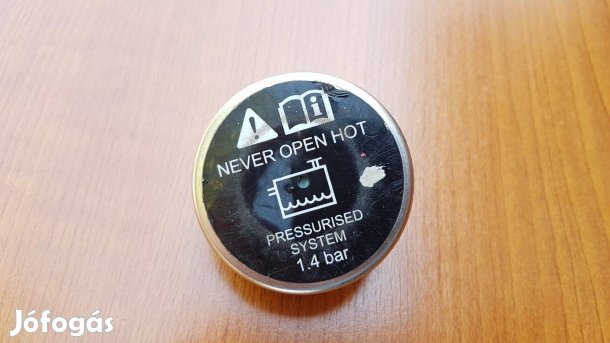 i
NEVER OPEN HOT
PRESSURISED
SYSTEM
1.4 bar
Jófogás